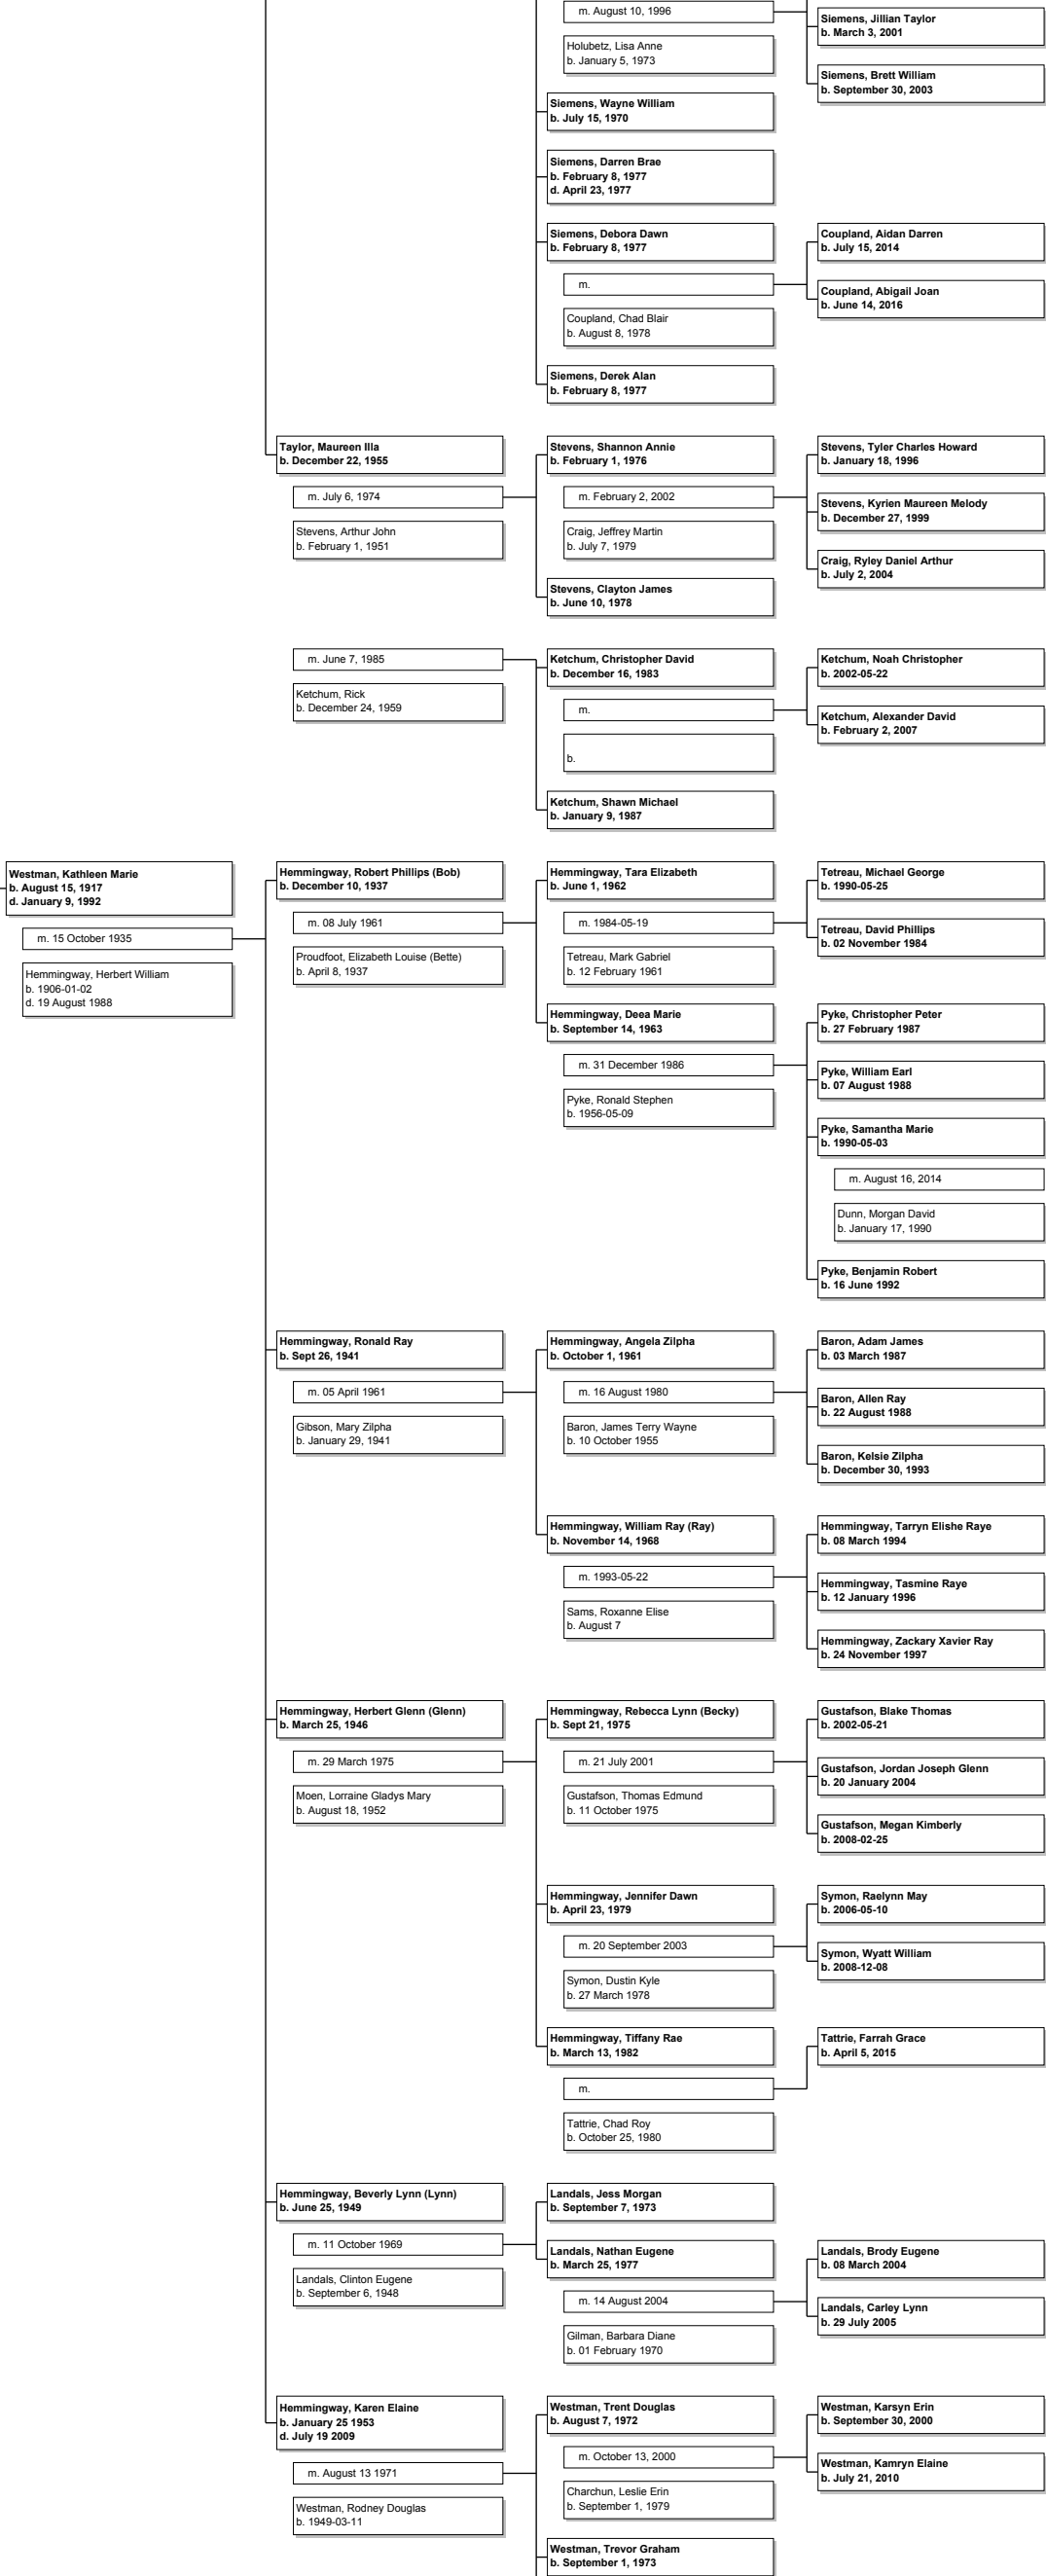 m. August 10, 1996
Holubetz, Lisa Anne
b. January 5, 1973
Siemens, Jillian Taylor
b. March 3, 2001
Siemens, Brett William
b. September 30, 2003
Siemens, Wayne William
b. July 15, 1970
Siemens, Darren Brae
b. February 8, 1977
d. April 23, 1977
Siemens, Debora Dawn
b. February 8, 1977
m.
Coupland, Chad Blair
b. August 8, 1978
Coupland, Aidan Darren
b. July 15, 2014
Coupland, Abigail Joan
b. June 14, 2016
Siemens, Derek Alan
b. February 8, 1977
Taylor, Maureen Illa
b. December 22, 1955
m. July 6, 1974
Stevens, Arthur John
b. February 1, 1951
Stevens, Shannon Annie
b. February 1, 1976
m. February 2, 2002
Craig, Jeffrey Martin
b. July 7, 1979
Stevens, Tyler Charles Howard
b. January 18, 1996
Stevens, Kyrien Maureen Melody
b. December 27, 1999
Craig, Ryley Daniel Arthur
b. July 2, 2004
Stevens, Clayton James
b. June 10, 1978
m. June 7, 1985
Ketchum, Rick
b. December 24, 1959
Ketchum, Christopher David
b. December 16, 1983
m.
b.
Ketchum, Noah Christopher
b. 2002-05-22
Ketchum, Alexander David
b. February 2, 2007
Ketchum, Shawn Michael
b. January 9, 1987
Westman, Kathleen Marie
b. August 15, 1917
d. January 9, 1992
m. 15 October 1935
Hemmingway, Herbert William
b. 1906-01-02
d. 19 August 1988
Hemmingway, Robert Phillips (Bob)
b. December 10, 1937
m. 08 July 1961
Proudfoot, Elizabeth Louise (Bette)
b. April 8, 1937
Hemmingway, Tara Elizabeth
b. June 1, 1962
m. 1984-05-19
Tetreau, Mark Gabriel
b. 12 February 1961
Tetreau, Michael George
b. 1990-05-25
Tetreau, David Phillips
b. 02 November 1984
Hemmingway, Deea Marie
b. September 14, 1963
m. 31 December 1986
Pyke, Ronald Stephen
b. 1956-05-09
Pyke, Christopher Peter
b. 27 February 1987
Pyke, William Earl
b. 07 August 1988
Pyke, Samantha Marie
b. 1990-05-03
m. August 16, 2014
Dunn, Morgan David
b. January 17, 1990
Pyke, Benjamin Robert
b. 16 June 1992
Hemmingway, Ronald Ray
b. Sept 26, 1941
m. 05 April 1961
Gibson, Mary Zilpha
b. January 29, 1941
Hemmingway, Angela Zilpha
b. October 1, 1961
m. 16 August 1980
Baron, James Terry Wayne
b. 10 October 1955
Baron, Adam James
b. 03 March 1987
Baron, Allen Ray
b. 22 August 1988
Baron, Kelsie Zilpha
b. December 30, 1993
Hemmingway, William Ray (Ray)
b. November 14, 1968
m. 1993-05-22
Sams, Roxanne Elise
b. August 7
Hemmingway, Tarryn Elishe Raye
b. 08 March 1994
Hemmingway, Tasmine Raye
b. 12 January 1996
Hemmingway, Zackary Xavier Ray
b. 24 November 1997
Hemmingway, Herbert Glenn (Glenn)
b. March 25, 1946
m. 29 March 1975
Moen, Lorraine Gladys Mary
b. August 18, 1952
Hemmingway, Rebecca Lynn (Becky)
b. Sept 21, 1975
m. 21 July 2001
Gustafson, Thomas Edmund
b. 11 October 1975
Gustafson, Blake Thomas
b. 2002-05-21
Gustafson, Jordan Joseph Glenn
b. 20 January 2004
Gustafson, Megan Kimberly
b. 2008-02-25
Hemmingway, Jennifer Dawn
b. April 23, 1979
m. 20 September 2003
Symon, Dustin Kyle
b. 27 March 1978
Symon, Raelynn May
b. 2006-05-10
Symon, Wyatt William
b. 2008-12-08
Hemmingway, Tiffany Rae
b. March 13, 1982
m.
Tattrie, Chad Roy
b. October 25, 1980
Tattrie, Farrah Grace
b. April 5, 2015
Hemmingway, Beverly Lynn (Lynn)
b. June 25, 1949
m. 11 October 1969
Landals, Clinton Eugene
b. September 6, 1948
Landals, Jess Morgan
b. September 7, 1973
Landals, Nathan Eugene
b. March 25, 1977
m. 14 August 2004
Gilman, Barbara Diane
b. 01 February 1970
Landals, Brody Eugene
b. 08 March 2004
Landals, Carley Lynn
b. 29 July 2005
Hemmingway, Karen Elaine
b. January 25 1953
d. July 19 2009
m. August 13 1971
Westman, Rodney Douglas
b. 1949-03-11
Westman, Trent Douglas
b. August 7, 1972
m. October 13, 2000
Charchun, Leslie Erin
b. September 1, 1979
Westman, Karsyn Erin
b. September 30, 2000
Westman, Kamryn Elaine
b. July 21, 2010
Westman, Trevor Graham
b. September 1, 1973